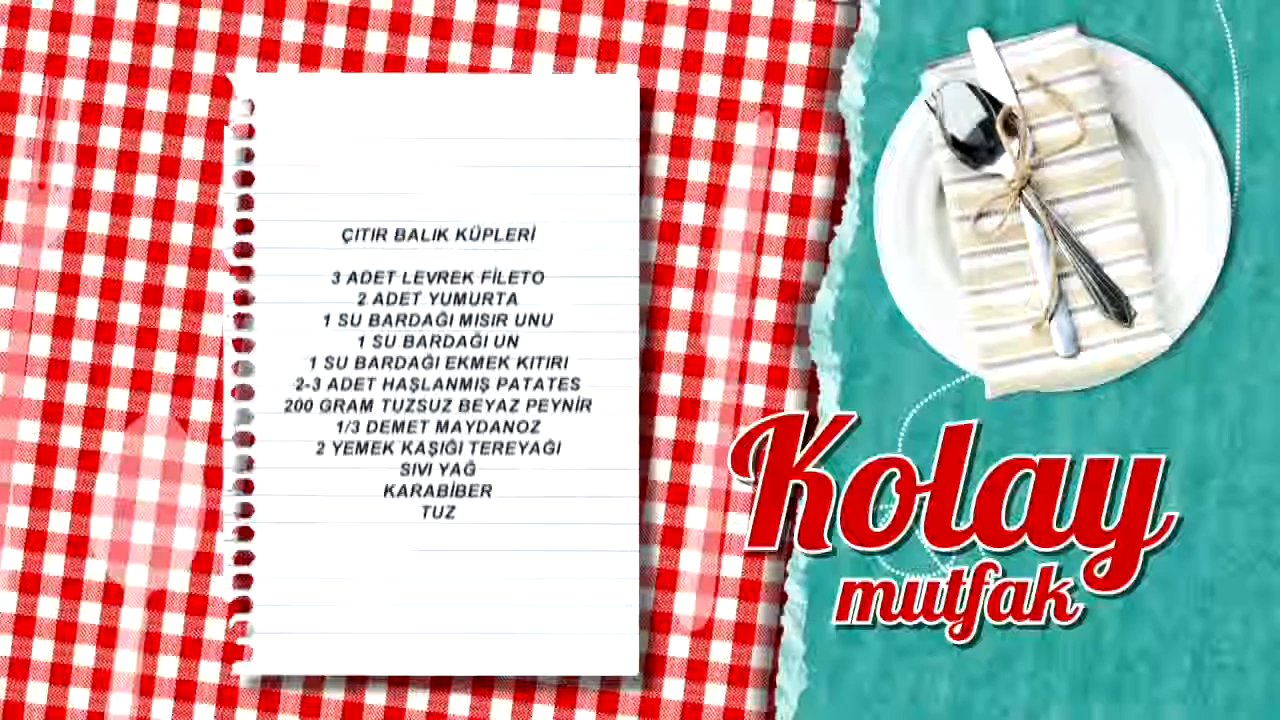 ÇITIR BALIK KÜPLERİ
3 ADET LEVREK FİLETO
2 ADET YUMURTA
1 SU BARDAĞI MISIR UNU
1 SU BARDAĞI UN
1 SU BARDAĞI EKMEK KITIRI
2-3 ADET HAŞLANMIŞ PATATES
200 GRAM TUZSUZ BEYAZ PEYNİR
1/3 DEMET MAYDANOZ
2 YEMEK KAŞIĞI TEREYAĞI
SIVI YAĞ
KARABİBER
TUZ
Kolay
mutfak